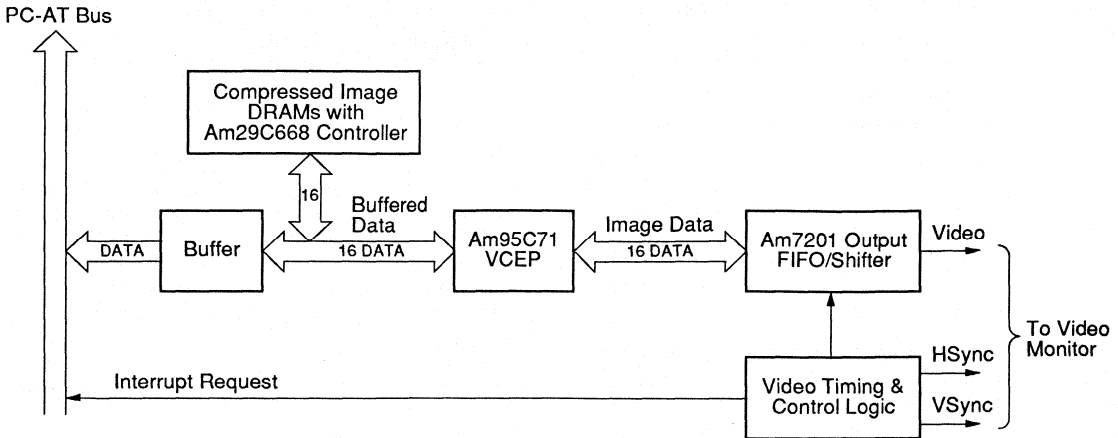 PC-AT Bus
Compressed Image
DRAMs with
Am29C668 Controller
16
Buffered
Data
DATA
Buffer
16 DATA
Am95C71
VCEP
Image Data
16 DATA
Am7201 Output
FIFO/Shifter
Video
To Video
Monitor
HSync
Interrupt Request
Video Timing &
Control Logic
VSync